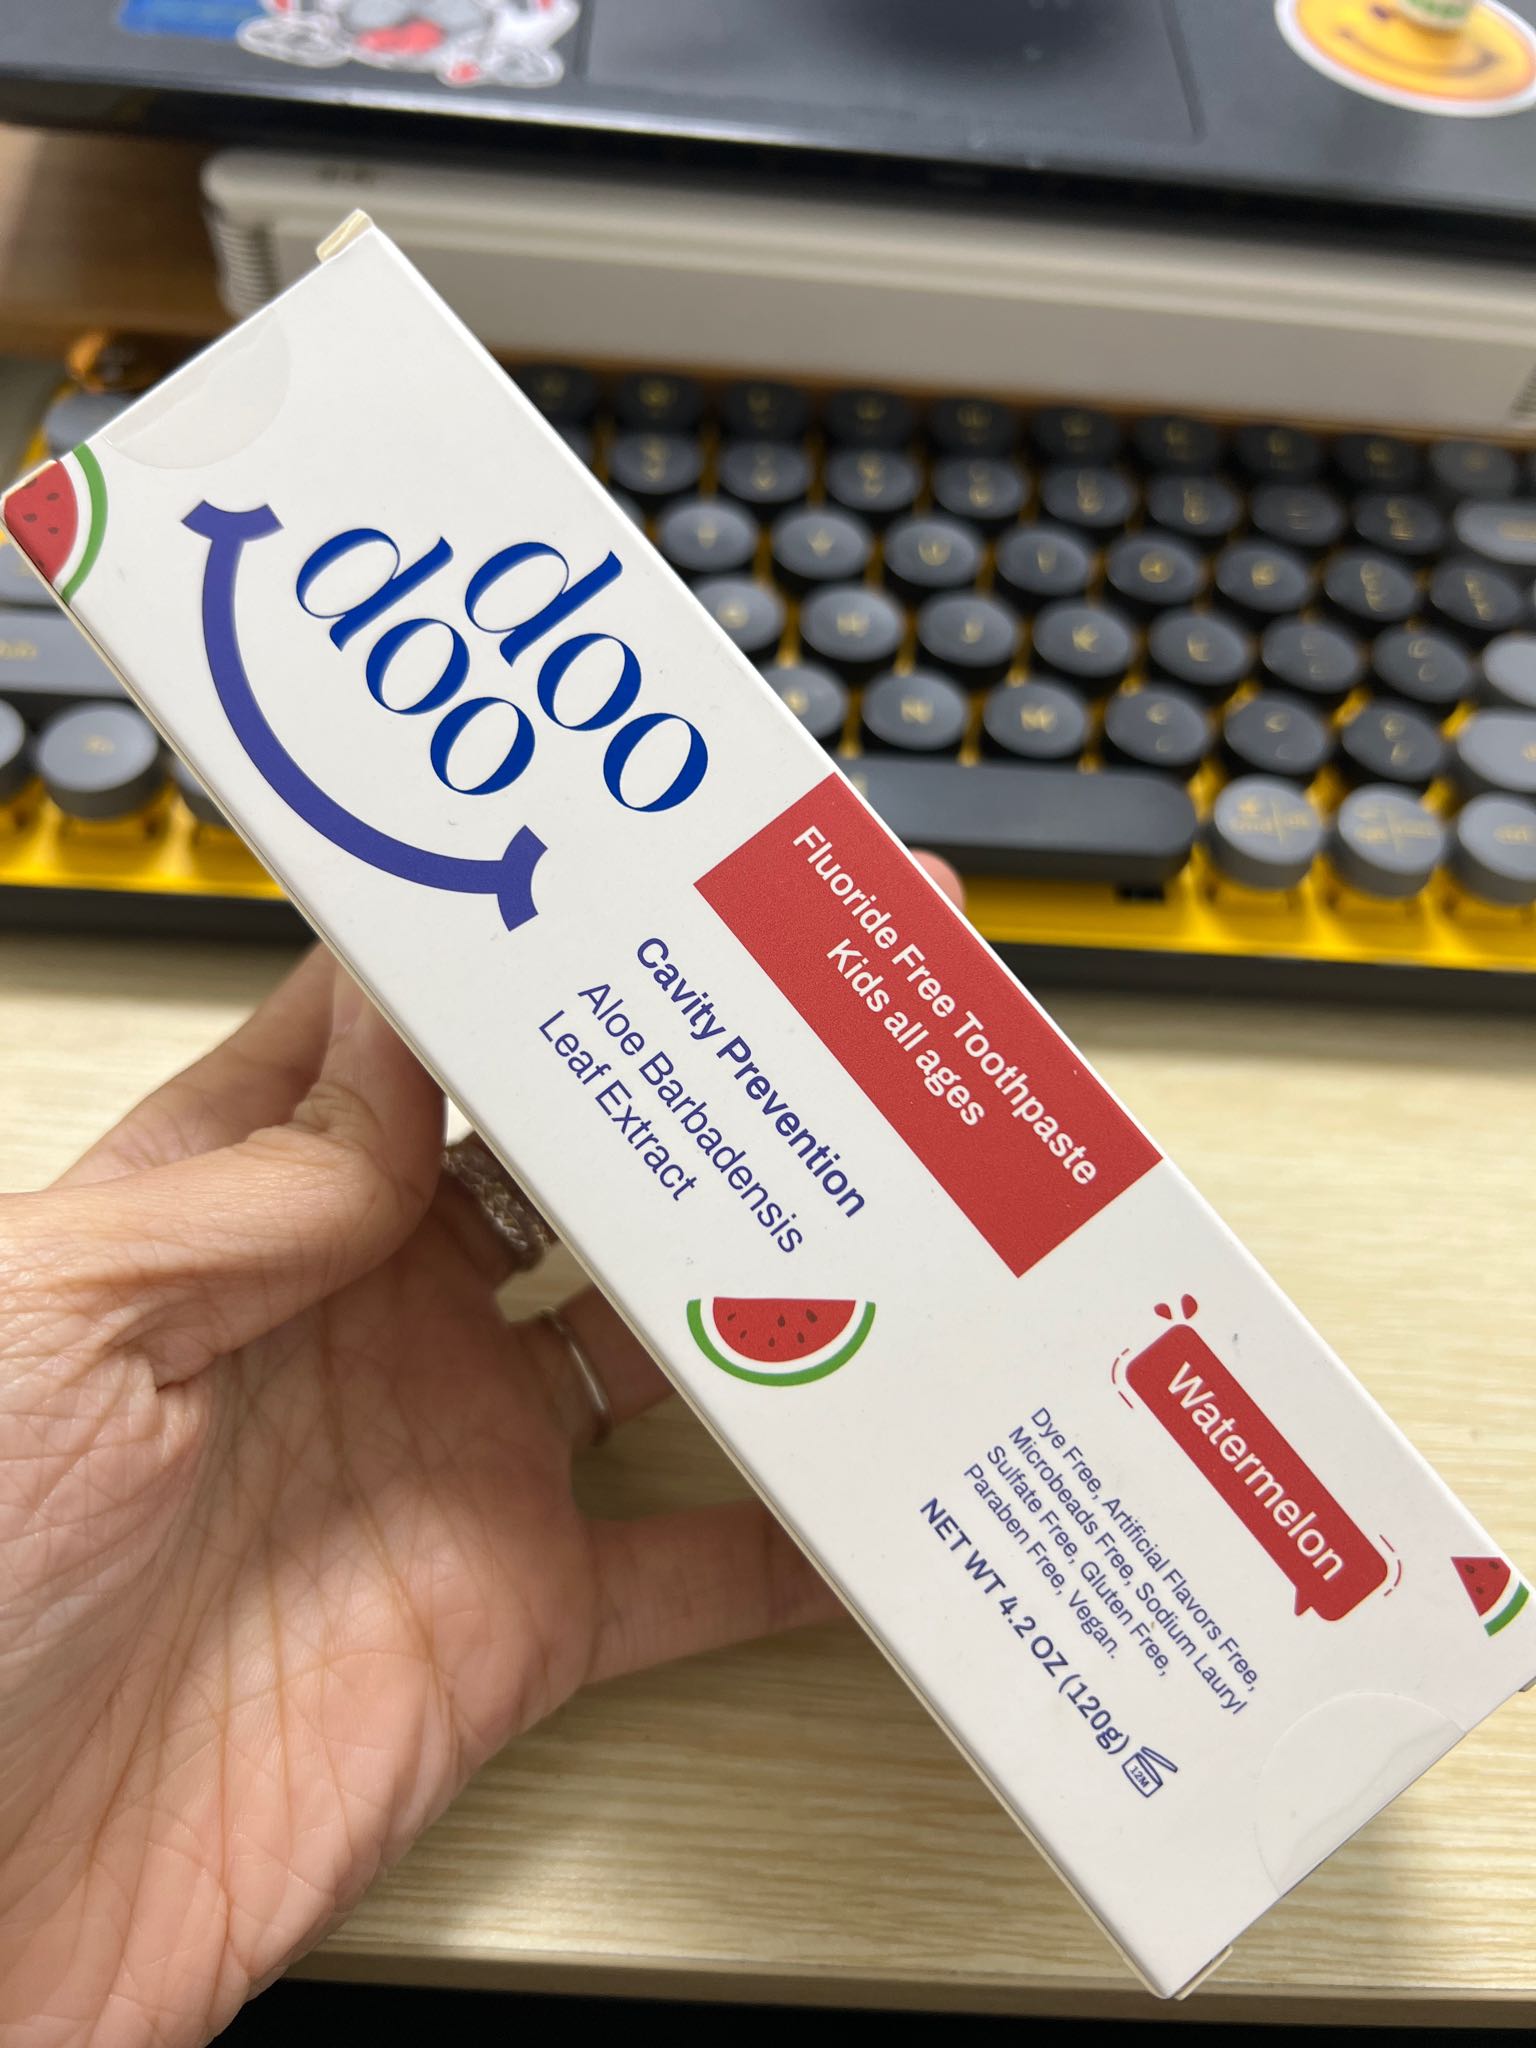 doo
doo
Fluoride Free Toothpaste
Kids all ages
Cavity Prevention
Aloe Barbadensis
Leaf Extract
Watermelon
Dye Free, Artificial Flavors Free,
Microbeads Free, Sodium Lauryl
Sulfate Free, Gluten Free,
Paraben Free, Vegan.
NET WT 4.2 OZ (120g)
12M